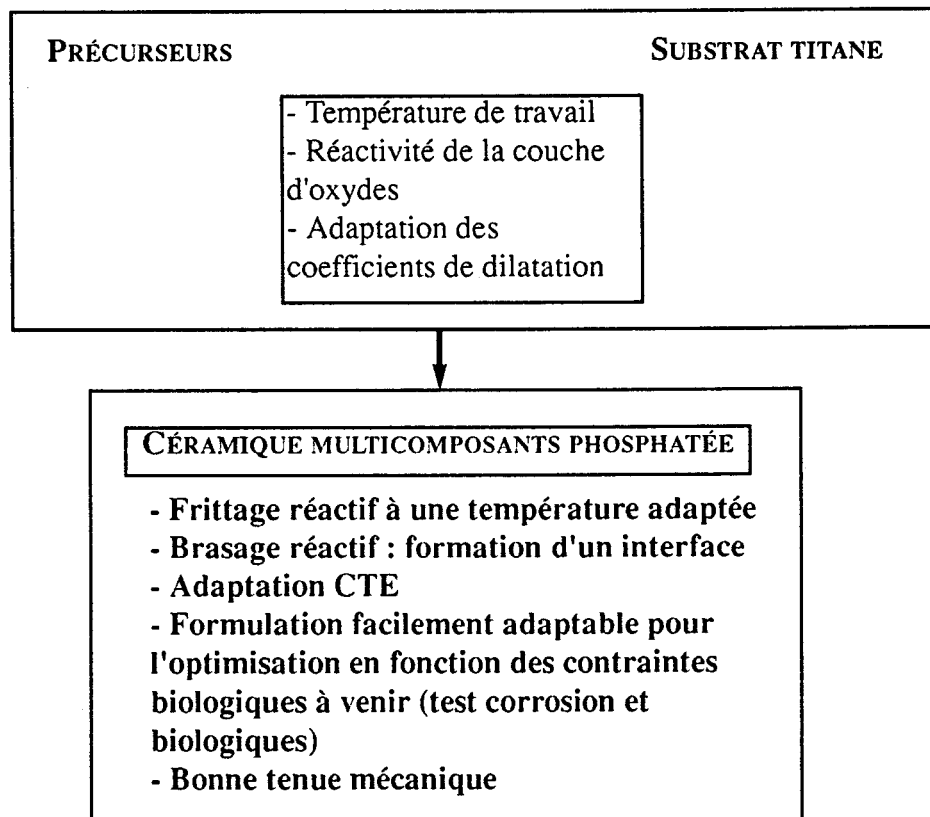 PRÉCURSEURS SUBSTRAT TITANE
- Température de travail
- Réactivité de la couche
d'oxydes
- Adaptation des
coefficients de dilatation
CÉRAMIQUE MULTICOMPOSANTS PHOSPHATÉE
- Frittage réactif à une température adaptée
- Brasage réactif : formation d'un interface
- Adaptation CTE
- Formulation facilement adaptable pour
l'optimisation en fonction des contraintes
biologiques à venir (test corrosion et
biologiques)
- Bonne tenue mécanique